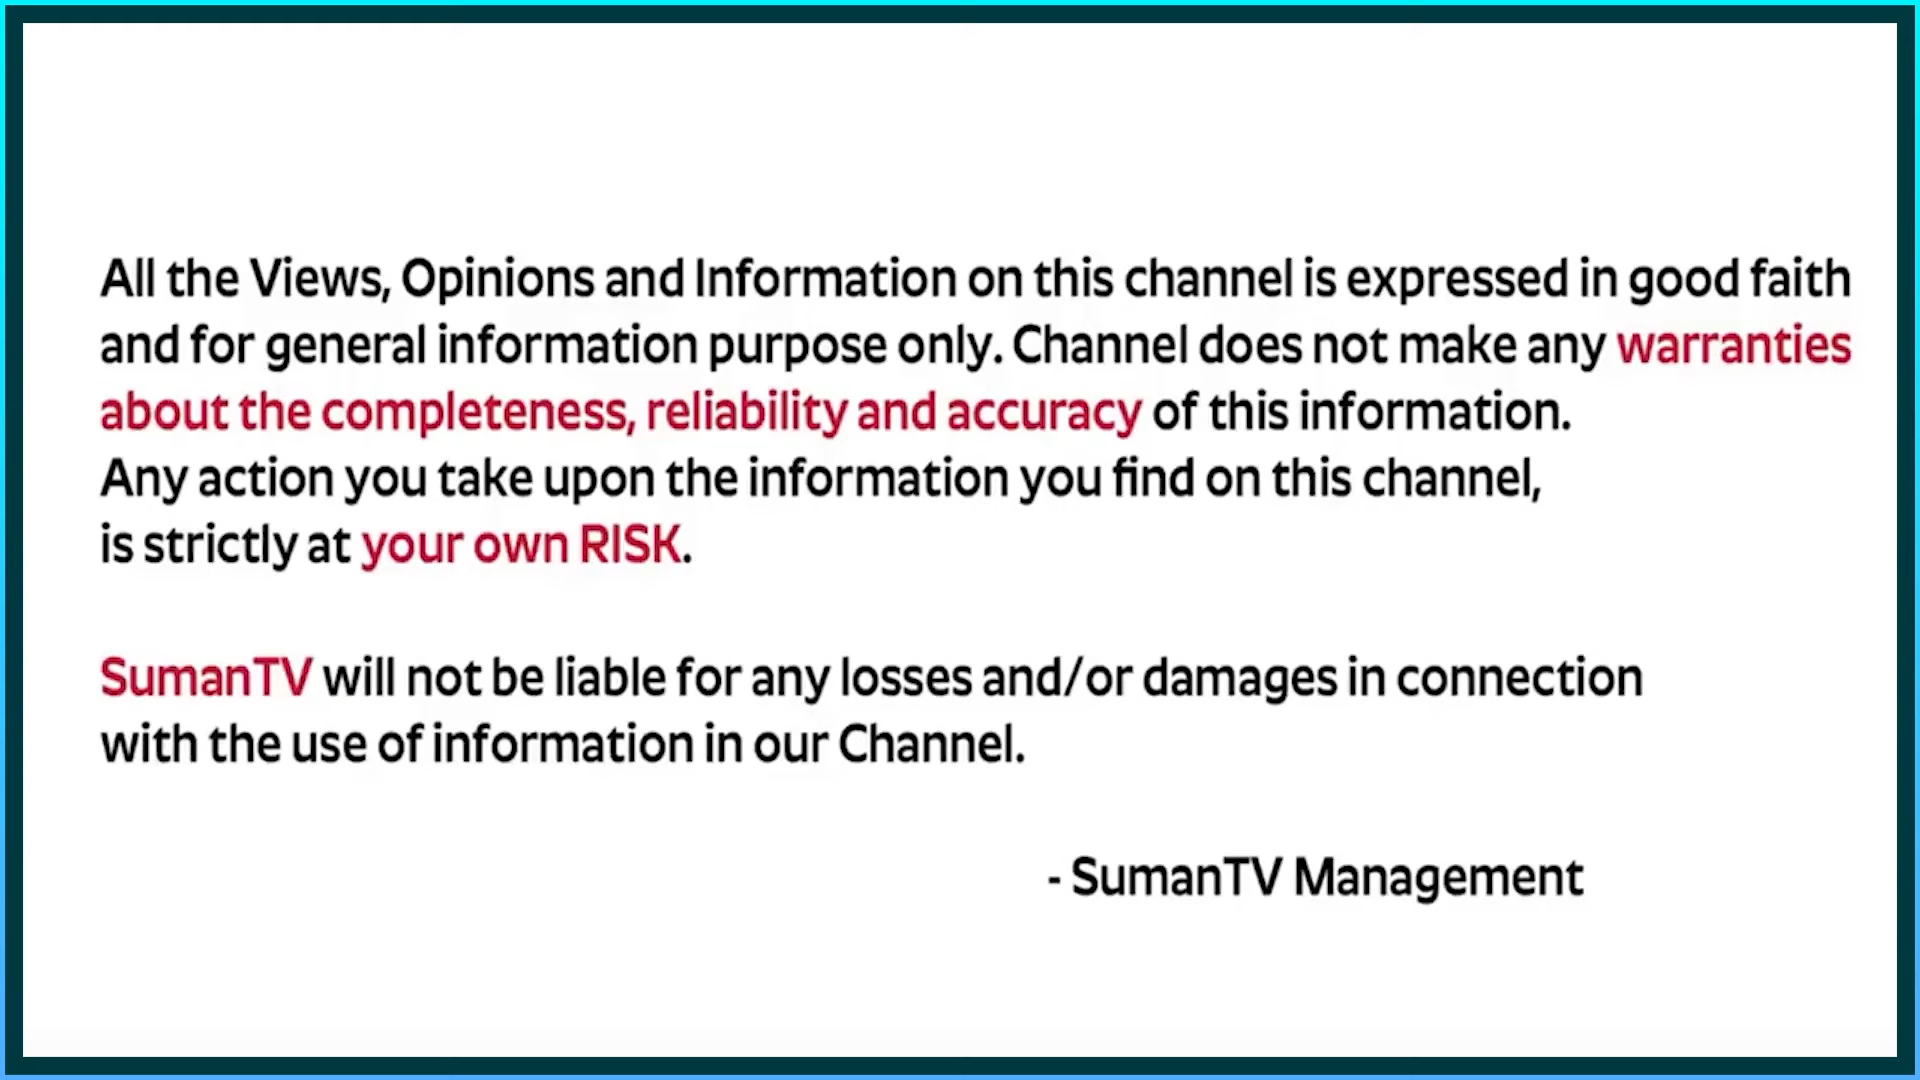 All the Views, Opinions and Information on this channel is expressed in good faith
and for general information purpose only. Channel does not make any warranties
about the completeness, reliability and accuracy of this information.
Any action you take upon the information you find on this channel,
is strictly at your own RISK.
SumanTV will not be liable for any losses and/or damages in connection
with the use of information in our Channel.
- SumanTV Management